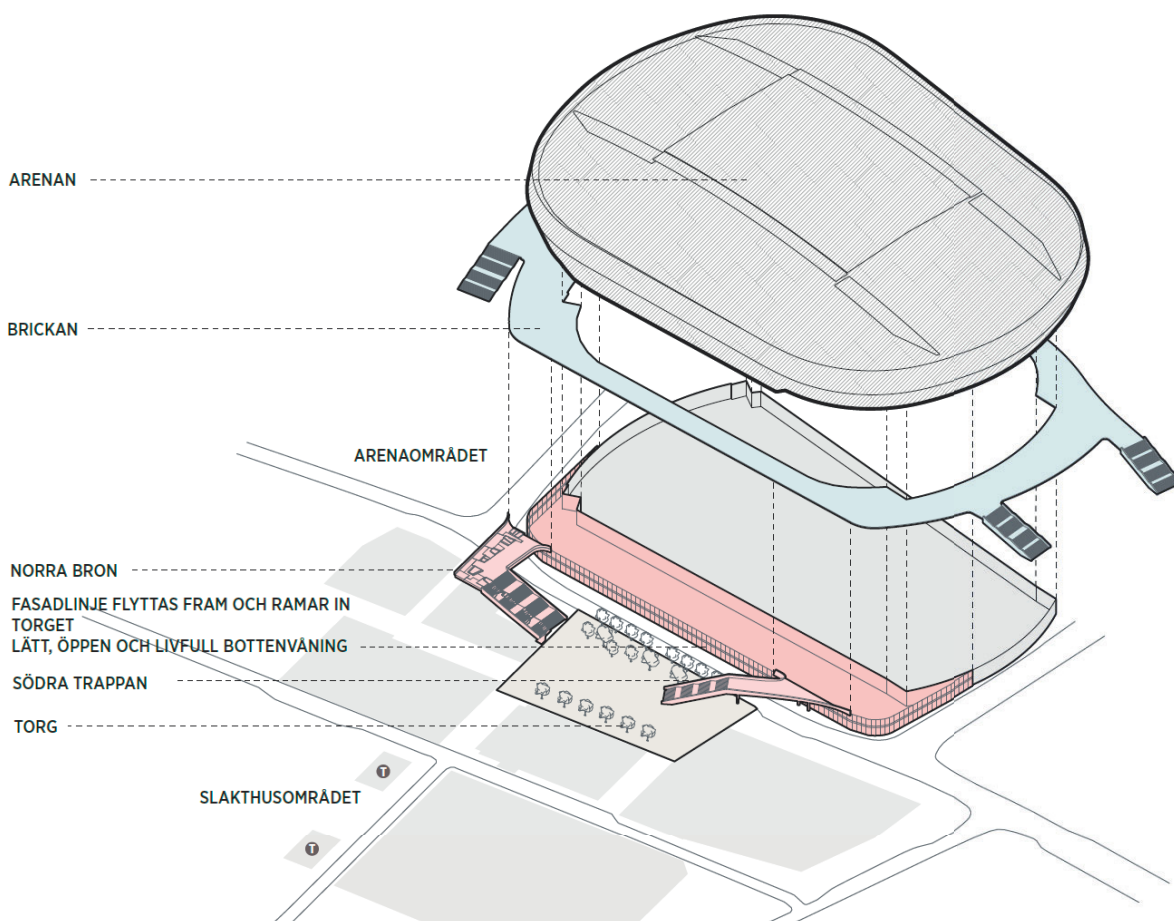 ARENAN
BRICKAN
ARENAOMRÅDET
NORRA BRON
FASADLINJE FLYTTAS FRAM OCH RAMAR IN
TORGET
LÄTT, ÖPPEN OCH LIVFULL BOTTENVÅNING
SÖDRA TRAPPAN
TORG
T
SLAKTHUSOMRÅDET
T